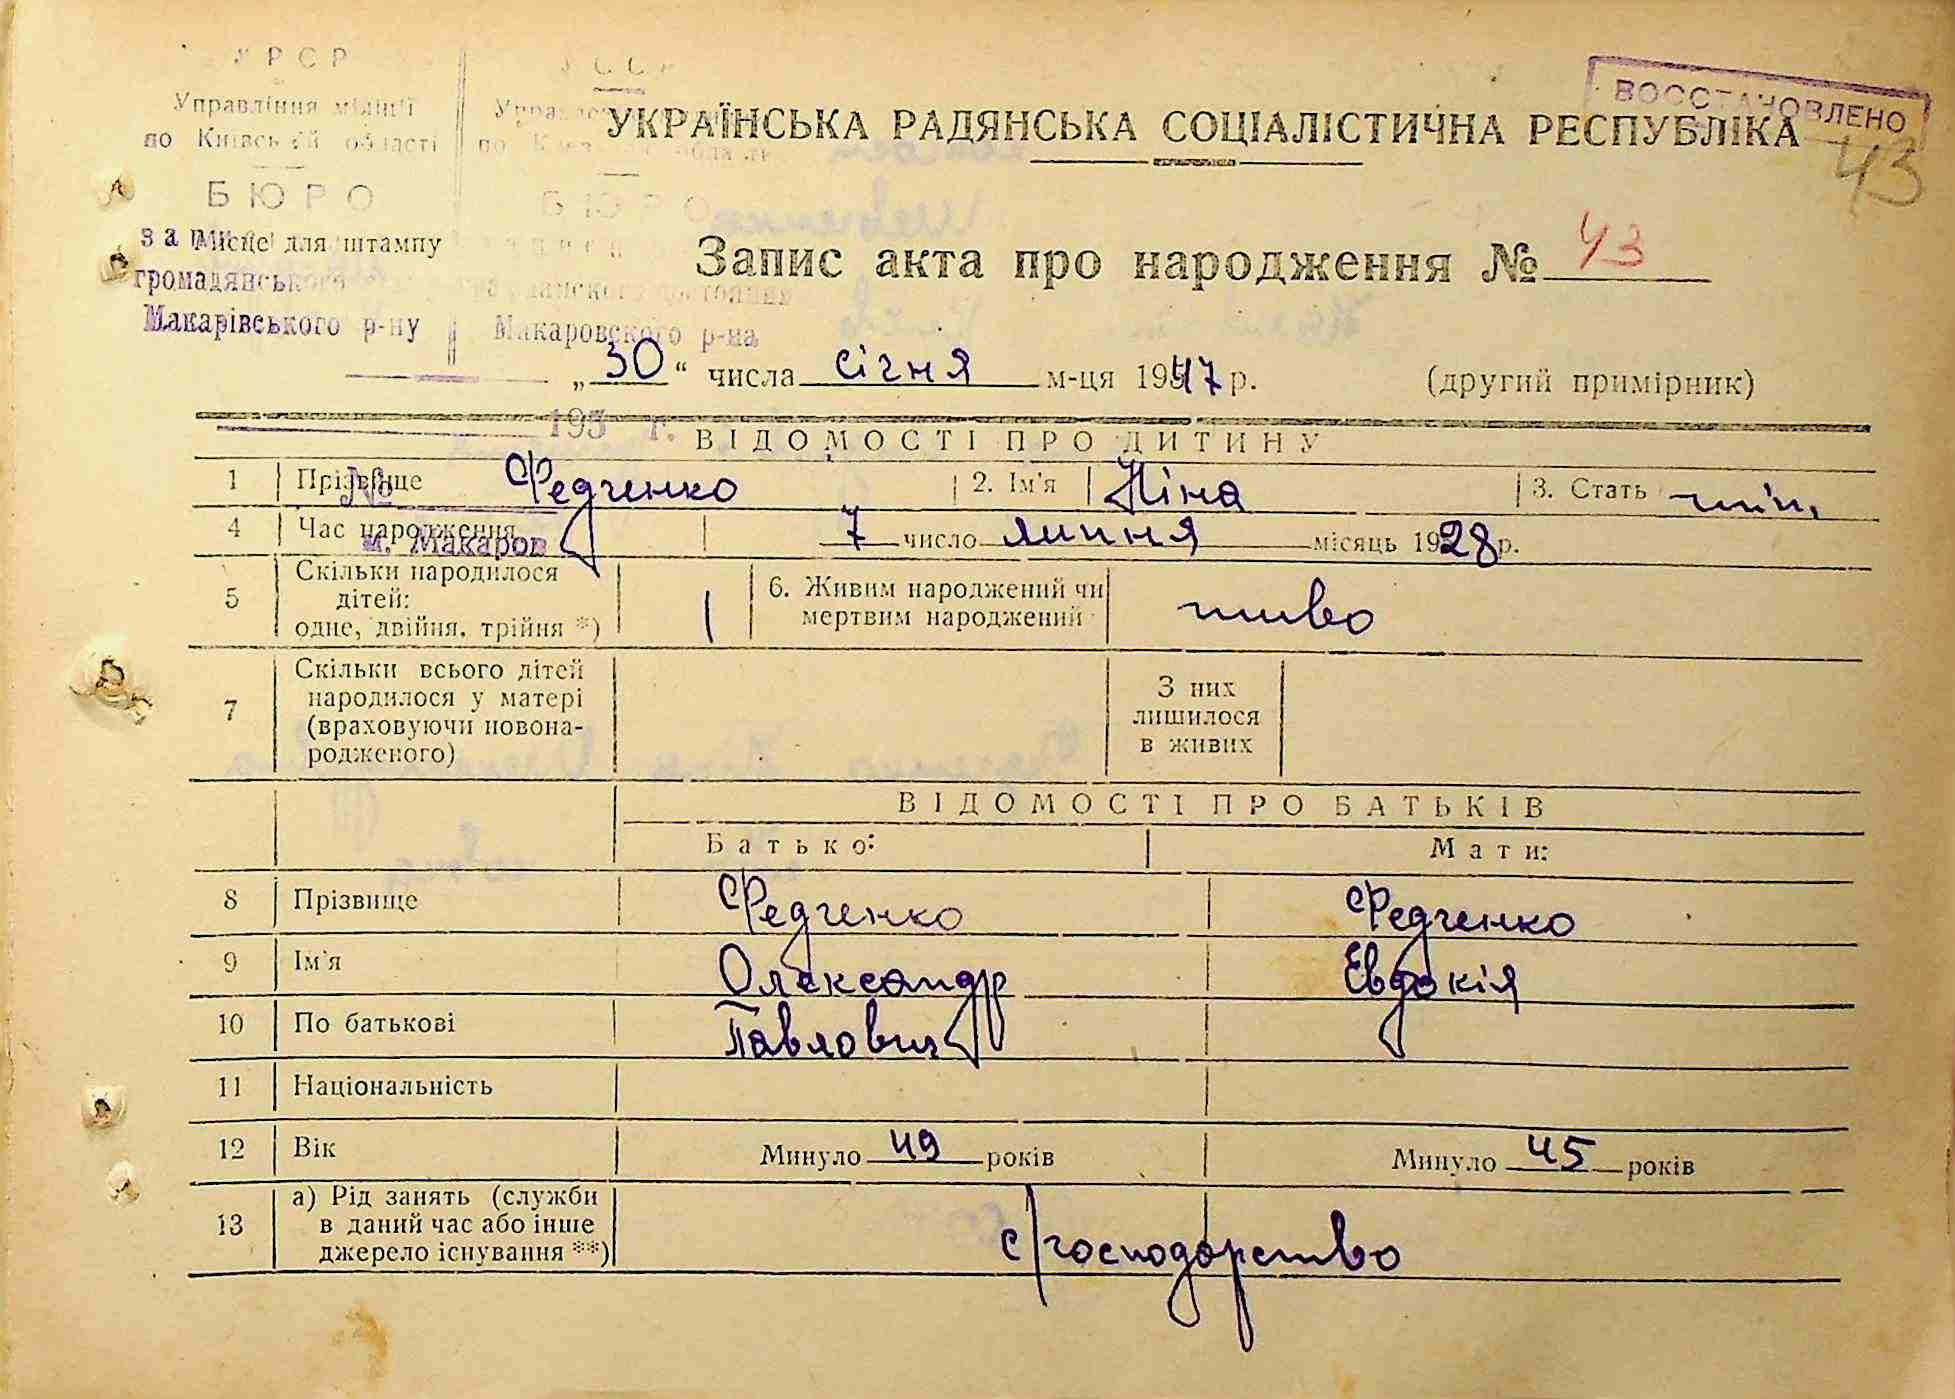 УРСР
УССР
Управління міліції
по Київській області
БЮРО
БЮРО
ВОССТАНОВЛЕНО
43
УКРАЇНСЬКА РАДЯНСЬКА СОЦІАЛІСТИЧНА РЕСПУБЛІКА
Місце для штампу
громадянського
Макарівського р-ну
Макаровского р-на
Запис акта про народження № 43
„30“ числа січня м-ця 1947 р. (другий примірник)
195 г.
ВІДОМОСТІ ПРО ДИТИНУ
1 Прізвище Федченко 2. Ім'я Ніна 3. Стать жін.
№
4 Час народження 7 число липня місяць 1928 р.
м. Макаров
5 Скільки народилося дітей: одне, двійня, трійня *) 1 6. Живим народжений чи мертвим народжений живо
7 Скільки всього дітей народилося у матері (враховуючи новонародженого) З них лишилося в живих
ВІДОМОСТІ ПРО БАТЬКІВ
Батько: Мати:
8 Прізвище Федченко Федченко
9 Ім'я Олександр Евдокія
10 По батькові Павлович
11 Національність
12 Вік Минуло 49 років Минуло 45 років
13 а) Рід занять (служби в даний час або інше джерело існування **) с/господарство